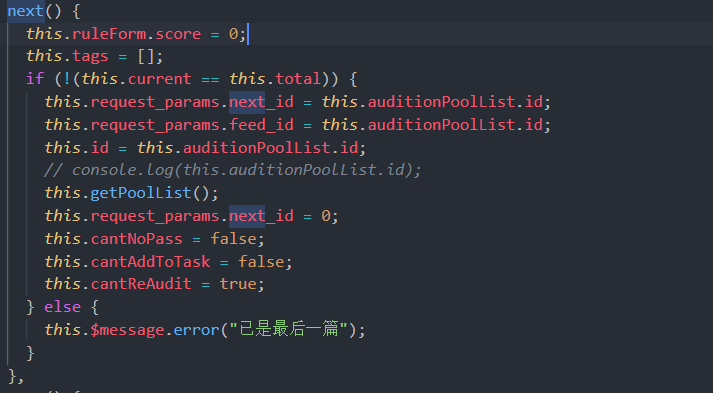 next() {
this.ruleForm.score = 0;
this.tags = [];
if (!(this.current == this.total)) {
this.request_params.next_id = this.auditionPoolList.id;
this.request_params.feed_id = this.auditionPoolList.id;
this.id = this.auditionPoolList.id;
// console.log(this.auditionPoolList.id);
this.getPoolList();
this.request_params.next_id = 0;
this.cantNoPass = false;
this.cantAddToTask = false;
this.cantReAudit = true;
} else {
this.$message.error("已是最后一篇");
}
},